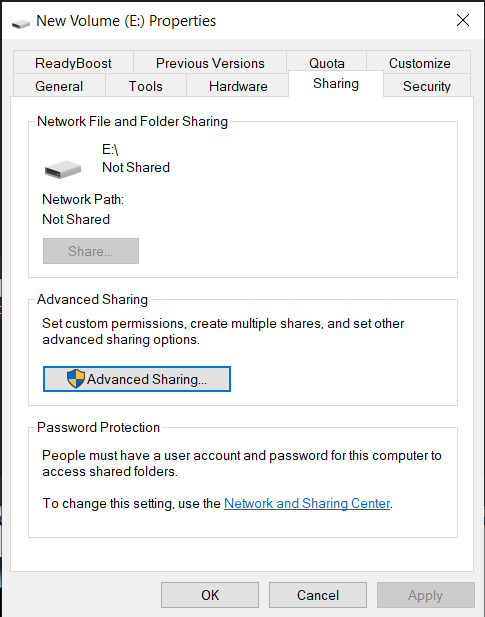 New Volume (E:) Properties
ReadyBoost Previous Versions Quota Customize
General Tools Hardware Sharing Security
Network File and Folder Sharing
E:\
Not Shared
Network Path:
Not Shared
Share...
Advanced Sharing
Set custom permissions, create multiple shares, and set other
advanced sharing options.
Advanced Sharing...
Password Protection
People must have a user account and password for this computer to
access shared folders.
To change this setting, use the Network and Sharing Center.
OK Cancel Apply